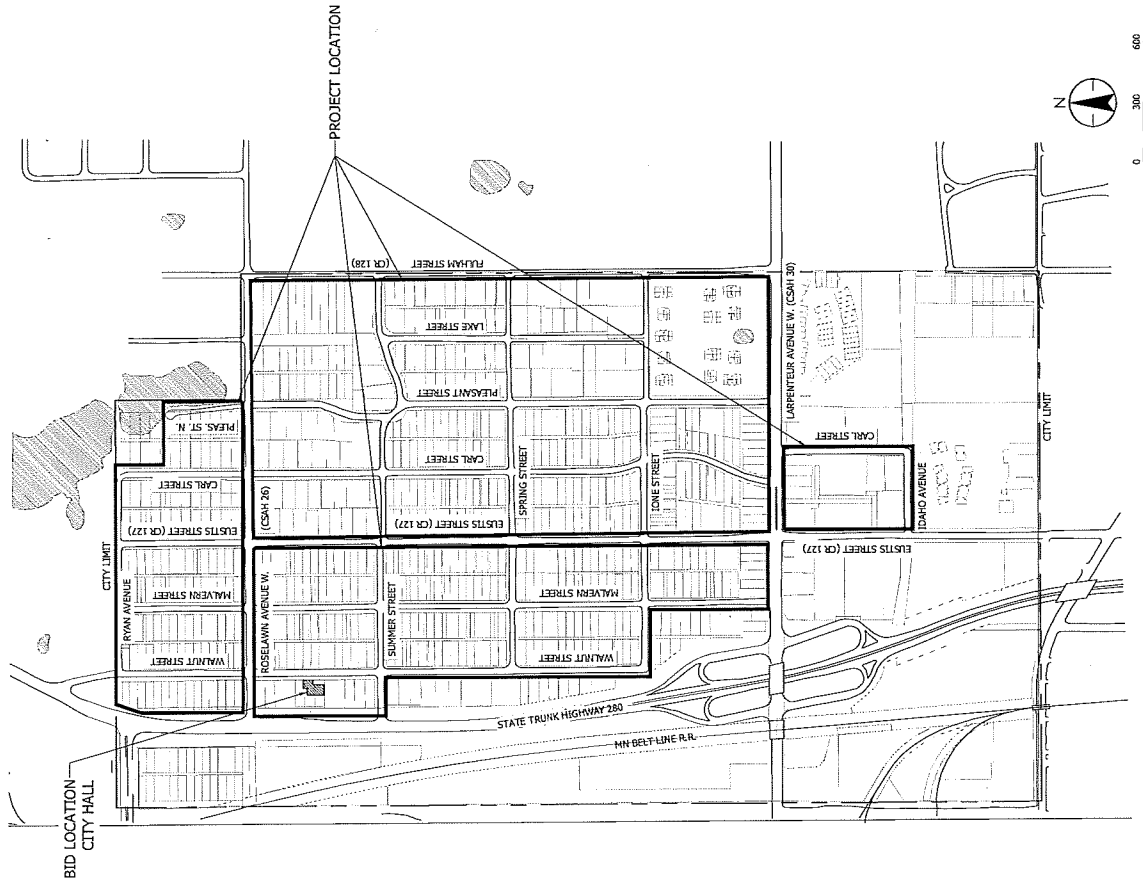 PROJECT LOCATION
N
0 300 600
CITY LIMIT
RYAN AVENUE
WALNUT STREET
MALVERN STREET
EUSTIS STREET (CR 127)
CARL STREET
PLEAS. ST. N.
ROSELAWN AVENUE W.
(CSAH 26)
FULHAM STREET (CR 128)
LAKE STREET
PLEASANT STREET
CARL STREET
EUSTIS STREET (CR 127)
SUMMER STREET
SPRING STREET
MALVERN STREET
WALNUT STREET
IONE STREET
LARPENTEUR AVENUE W. (CSAH 30)
CARL STREET
IDAHO AVENUE
EUSTIS STREET (CR 127)
CITY LIMIT
STATE TRUNK HIGHWAY 280
MN BELT LINE R.R.
BID LOCATION
CITY HALL